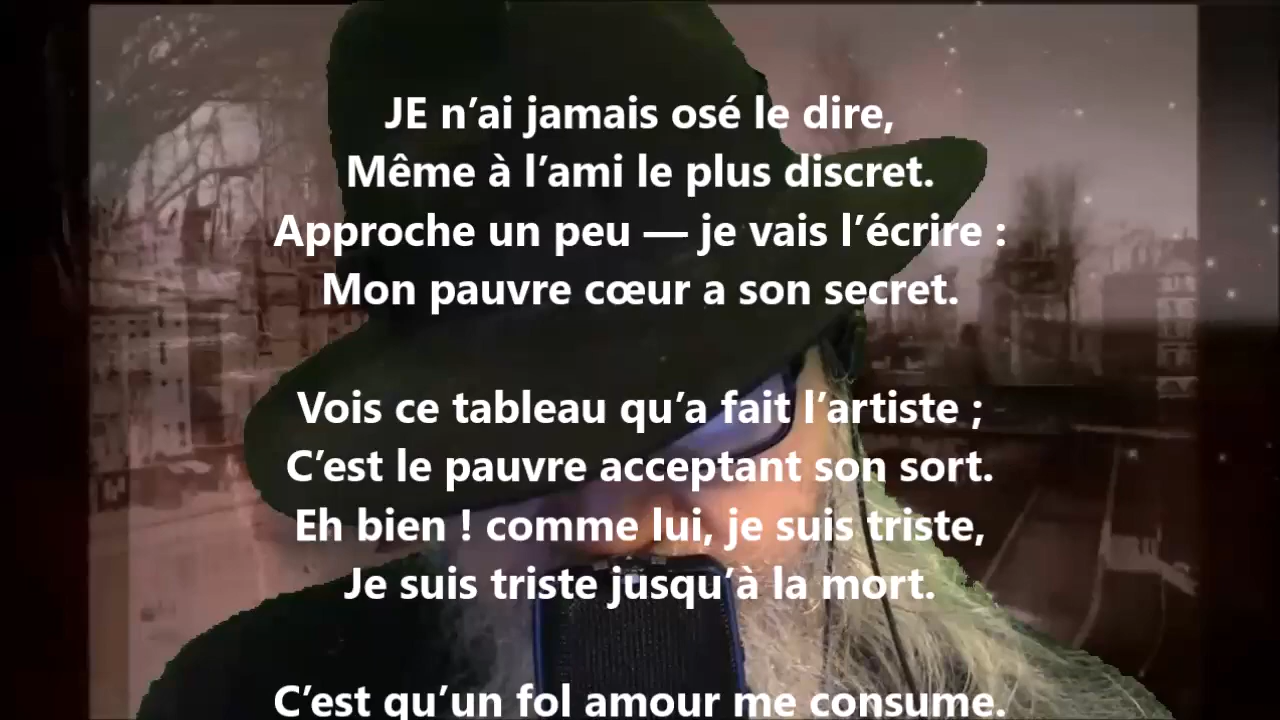 JE n’ai jamais osé le dire,
Même à l’ami le plus discret.
Approche un peu — je vais l’écrire :
Mon pauvre cœur a son secret.
Vois ce tableau qu’a fait l’artiste ;
C’est le pauvre acceptant son sort.
Eh bien ! comme lui, je suis triste,
Je suis triste jusqu’à la mort.
C’est qu’un fol amour me consume.